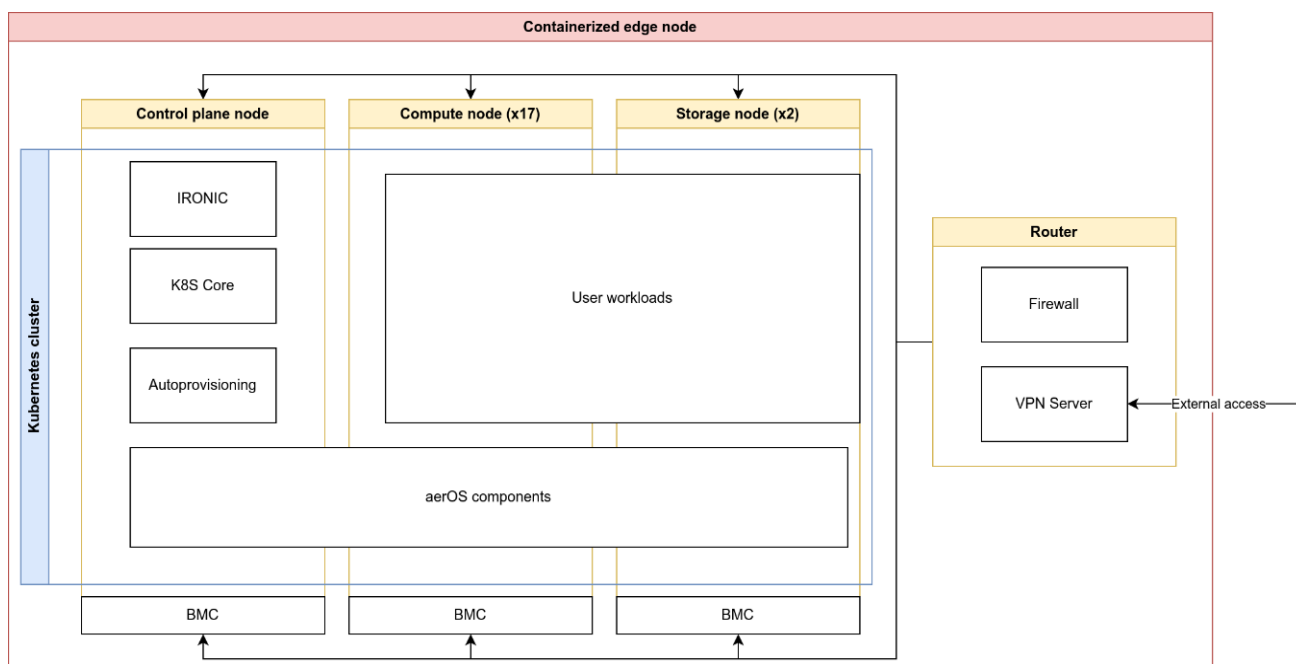 Containerized edge node
Control plane node
Compute node (x17)
Storage node (x2)
Kubernetes cluster
IRONIC
K8S Core
Autoprovisioning
User workloads
aerOS components
BMC
BMC
BMC
Router
Firewall
VPN Server
External access